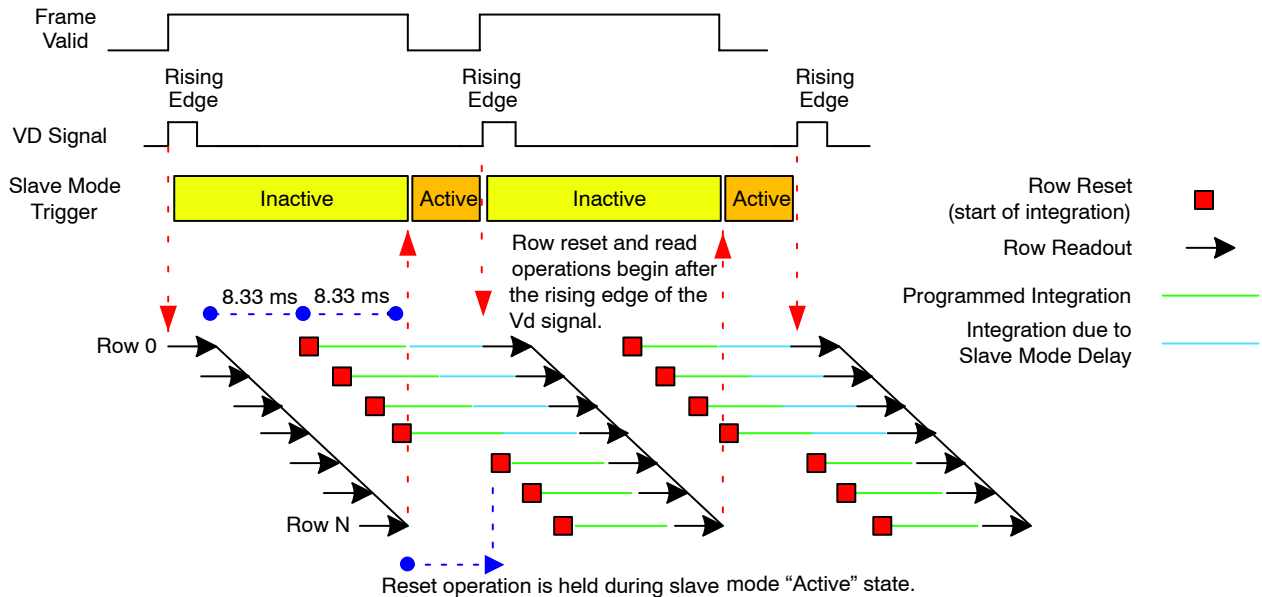 Frame
Valid
Rising
Edge
Rising
Edge
Rising
Edge
VD Signal
Slave Mode
Trigger
Inactive
Active
Inactive
Active
Row Reset
(start of integration)
Row Readout
Programmed Integration
Integration due to
Slave Mode Delay
Row reset and read
operations begin after
the rising edge of the
Vd signal.
8.33 ms
8.33 ms
Row 0
Row N
Reset operation is held during slave mode “Active” state.